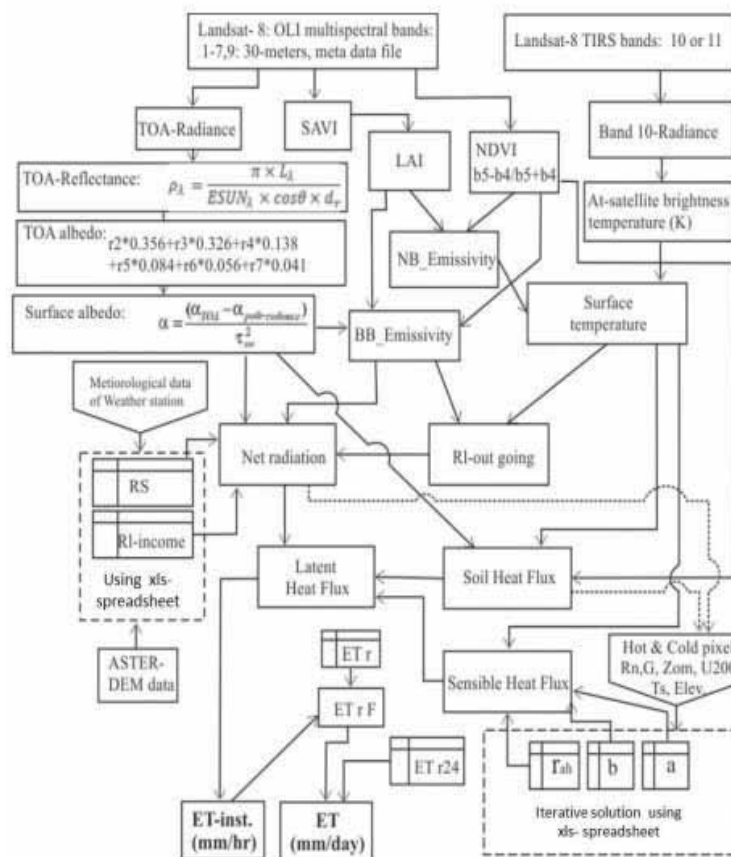 Landsat- 8: OLI multispectral bands:
1-7,9: 30-meters, meta data file
Landsat-8 TIRS bands: 10 or 11
TOA-Radiance
SAVI
LAI
NDVI
b5-b4/b5+b4
Band 10-Radiance
TOA-Reflectance: ρλ = π × Lλ / ESUNλ × cosθ × dr
At-satellite brightness
temperature (K)
TOA albedo:
r2*0.356+r3*0.326+r4*0.138
+r5*0.084+r6*0.056+r7*0.041
NB_Emissivity
Surface albedo: α = (αTOA − αpath-radiance) / τsw²
BB_Emissivity
Surface
temperature
Metiorological data
of Weather station
Net radiation
Rl-out going
RS
Rl-income
Using xls-
spreadsheet
Latent
Heat Flux
Soil Heat Flux
ASTER-
DEM data
ET r
Sensible Heat Flux
Hot & Cold pixel
Rn,G, Zom, U200
Ts, Elev.
ET r F
ET r24
rah
b
a
ET-inst.
(mm/hr)
ET
(mm/day)
Iterative solution using
xls- spreadsheet